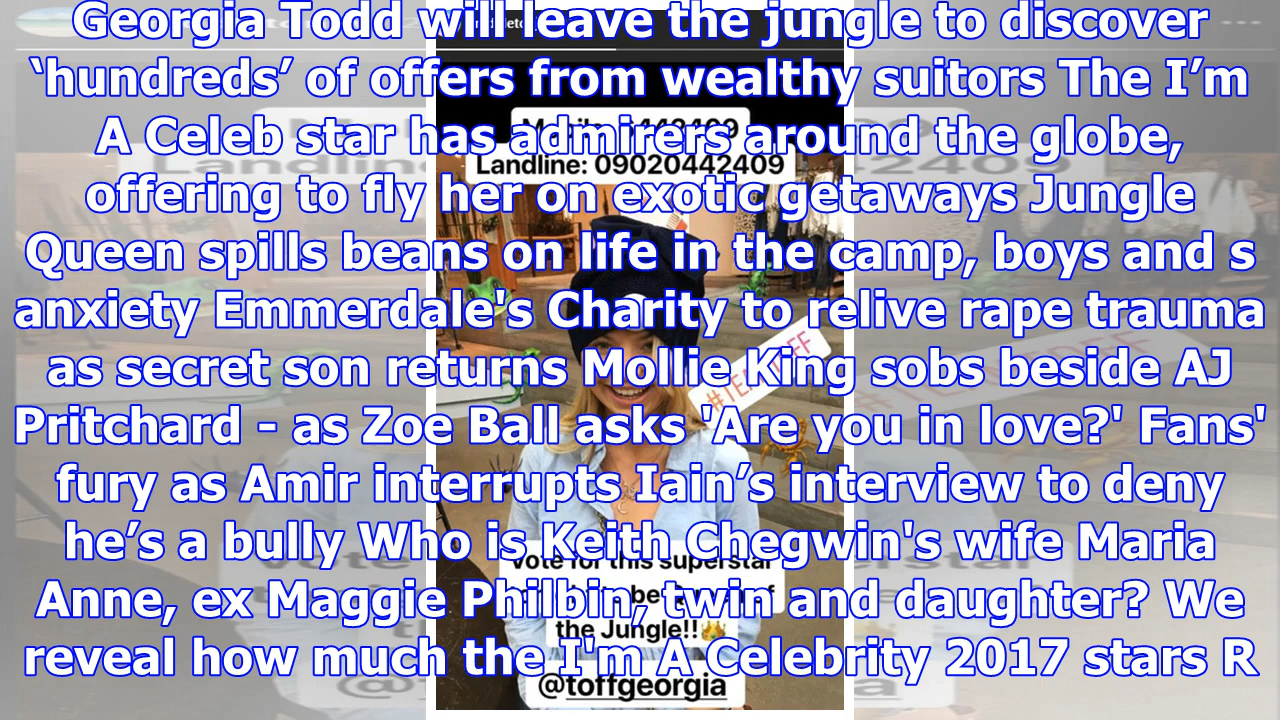 Georgia Todd will leave the jungle to discover
‘hundreds’ of offers from wealthy suitors The I’m
A Celeb star has admirers around the globe,
Landline: 09020442409
offering to fly her on exotic getaways Jungle
Queen spills beans on life in the camp, boys and s
anxiety Emmerdale's Charity to relive rape trauma
as secret son returns Mollie King sobs beside AJ
#TEAMTOFF
Pritchard - as Zoe Ball asks 'Are you in love?' Fans'
fury as Amir interrupts Iain’s interview to deny
he’s a bully Who is Keith Chegwin's wife Maria
vote for this superstar
Anne, ex Maggie Philbin, twin and daughter? We
the Jungle!!👑
reveal how much the I'm A Celebrity 2017 stars R
@toffgeorgia